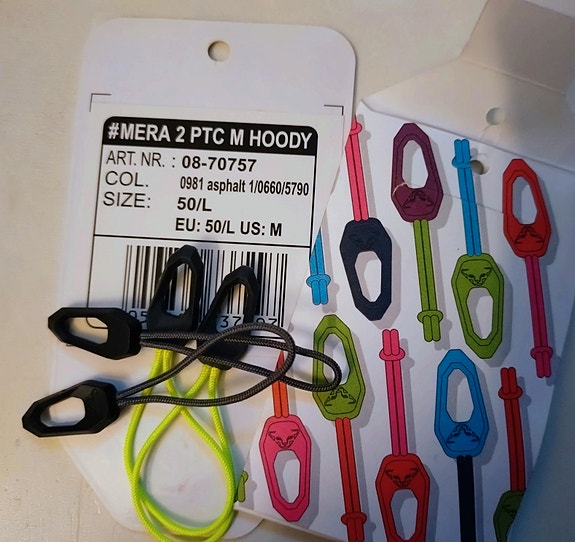 #MERA 2 PTC M HOODY
ART. NR. : 08-70757
COL. 0981 asphalt 1/0660/5790
SIZE: 50/L
EU: 50/L US: M